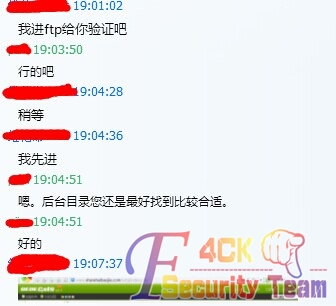 19:01:02
我进ftp给你验证吧
19:03:50
行的吧
19:04:28
稍等
19:04:36
我先进
19:04:51
嗯。后台目录您还是最好找到比较合适。
19:04:51
好的
19:07:37
F4CK
Security Team